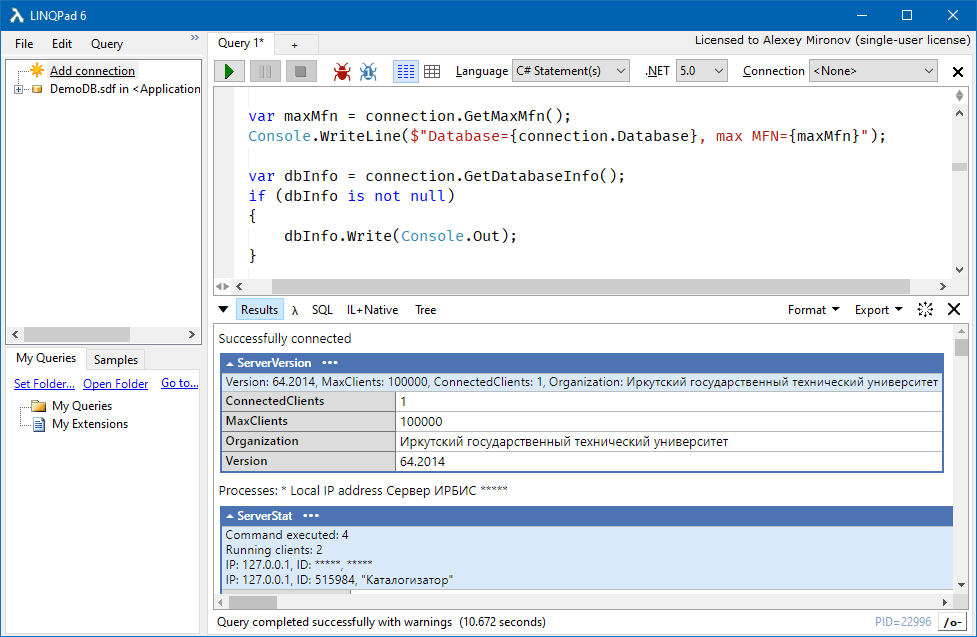 LINQPad 6
File Edit Query »
Query 1* +
Licensed to Alexey Mironov (single-user license)
Add connection
DemoDB.sdf in <Application
Language C# Statement(s) .NET 5.0 Connection <None>
var maxMfn = connection.GetMaxMfn();
Console.WriteLine($"Database={connection.Database}, max MFN={maxMfn}");
var dbInfo = connection.GetDatabaseInfo();
if (dbInfo is not null)
{
dbInfo.Write(Console.Out);
}
My Queries Samples
Set Folder... Open Folder Go to...
My Queries
My Extensions
Results λ SQL IL+Native Tree Format Export
Successfully connected
ServerVersion •••
Version: 64.2014, MaxClients: 100000, ConnectedClients: 1, Organization: Иркутский государственный технический университет
ConnectedClients 1
MaxClients 100000
Organization Иркутский государственный технический университет
Version 64.2014
Processes: * Local IP address Сервер ИРБИС *****
ServerStat •••
Command executed: 4
Running clients: 2
IP: 127.0.0.1, ID: *****, *****
IP: 127.0.0.1, ID: 515984, "Каталогизатор"
Query completed successfully with warnings (10.672 seconds)
PID=22996 /o-